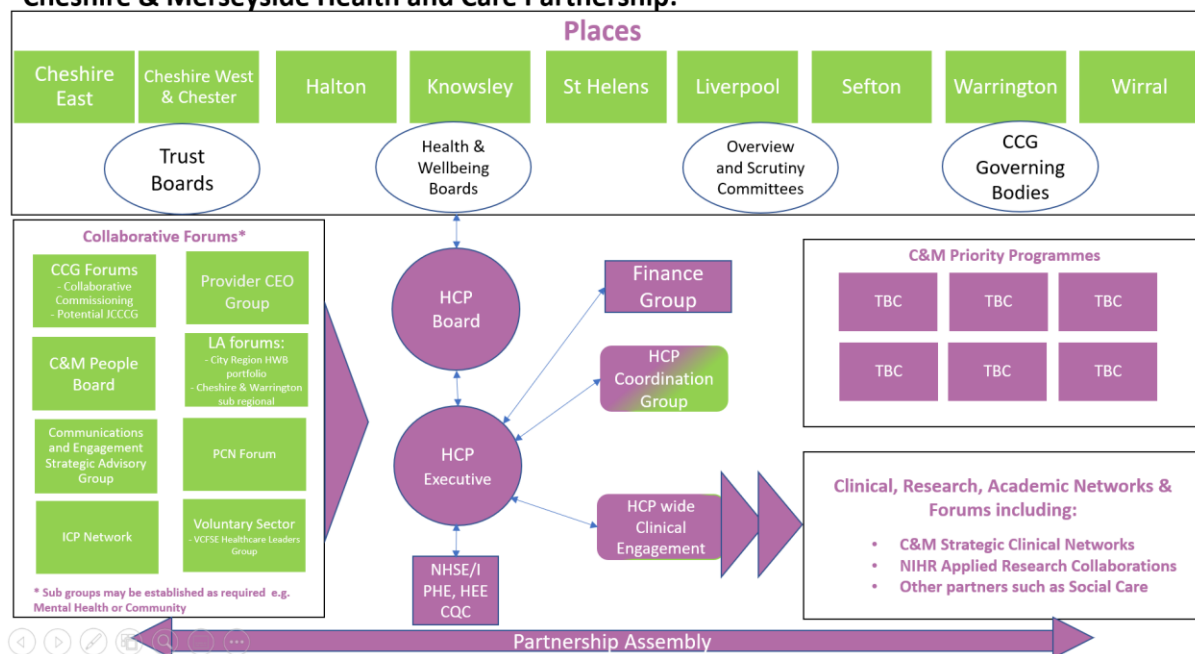 Cheshire & Merseyside Health and Care Partnership:
Places
Cheshire
East
Cheshire West
& Chester
Halton
Knowsley
St Helens
Liverpool
Sefton
Warrington
Wirral
Trust
Boards
Health &
Wellbeing
Boards
Overview
and Scrutiny
Committees
CCG
Governing
Bodies
Collaborative Forums*
CCG Forums
- Collaborative
Commissioning
- Potential JCCCG
Provider CEO
Group
C&M People
Board
LA forums:
- City Region HWB
portfolio
- Cheshire & Warrington
sub regional
Communications
and Engagement
Strategic Advisory
Group
PCN Forum
ICP Network
Voluntary Sector
- VCFSE Healthcare Leaders
Group
* Sub groups may be established as required e.g.
Mental Health or Community
HCP
Board
HCP
Executive
NHSE/I
PHE, HEE
CQC
Finance
Group
HCP
Coordination
Group
HCP wide
Clinical
Engagement
C&M Priority Programmes
TBC
TBC
TBC
TBC
TBC
TBC
Clinical, Research, Academic Networks &
Forums including:
• C&M Strategic Clinical Networks
• NIHR Applied Research Collaborations
• Other partners such as Social Care
Partnership Assembly